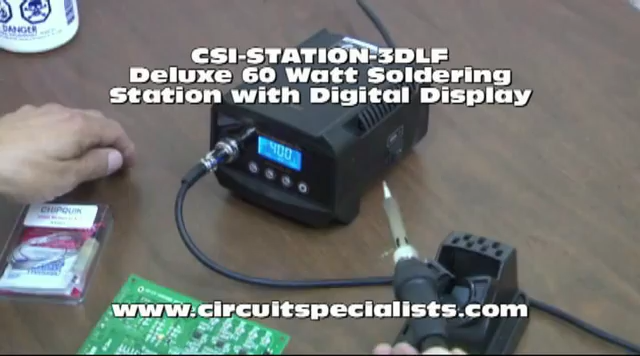 DANGER
CSI-STATION-3DLF
Deluxe 60 Watt Soldering
Station with Digital Display
400
CHIPQUIK
www.circuitspecialists.com